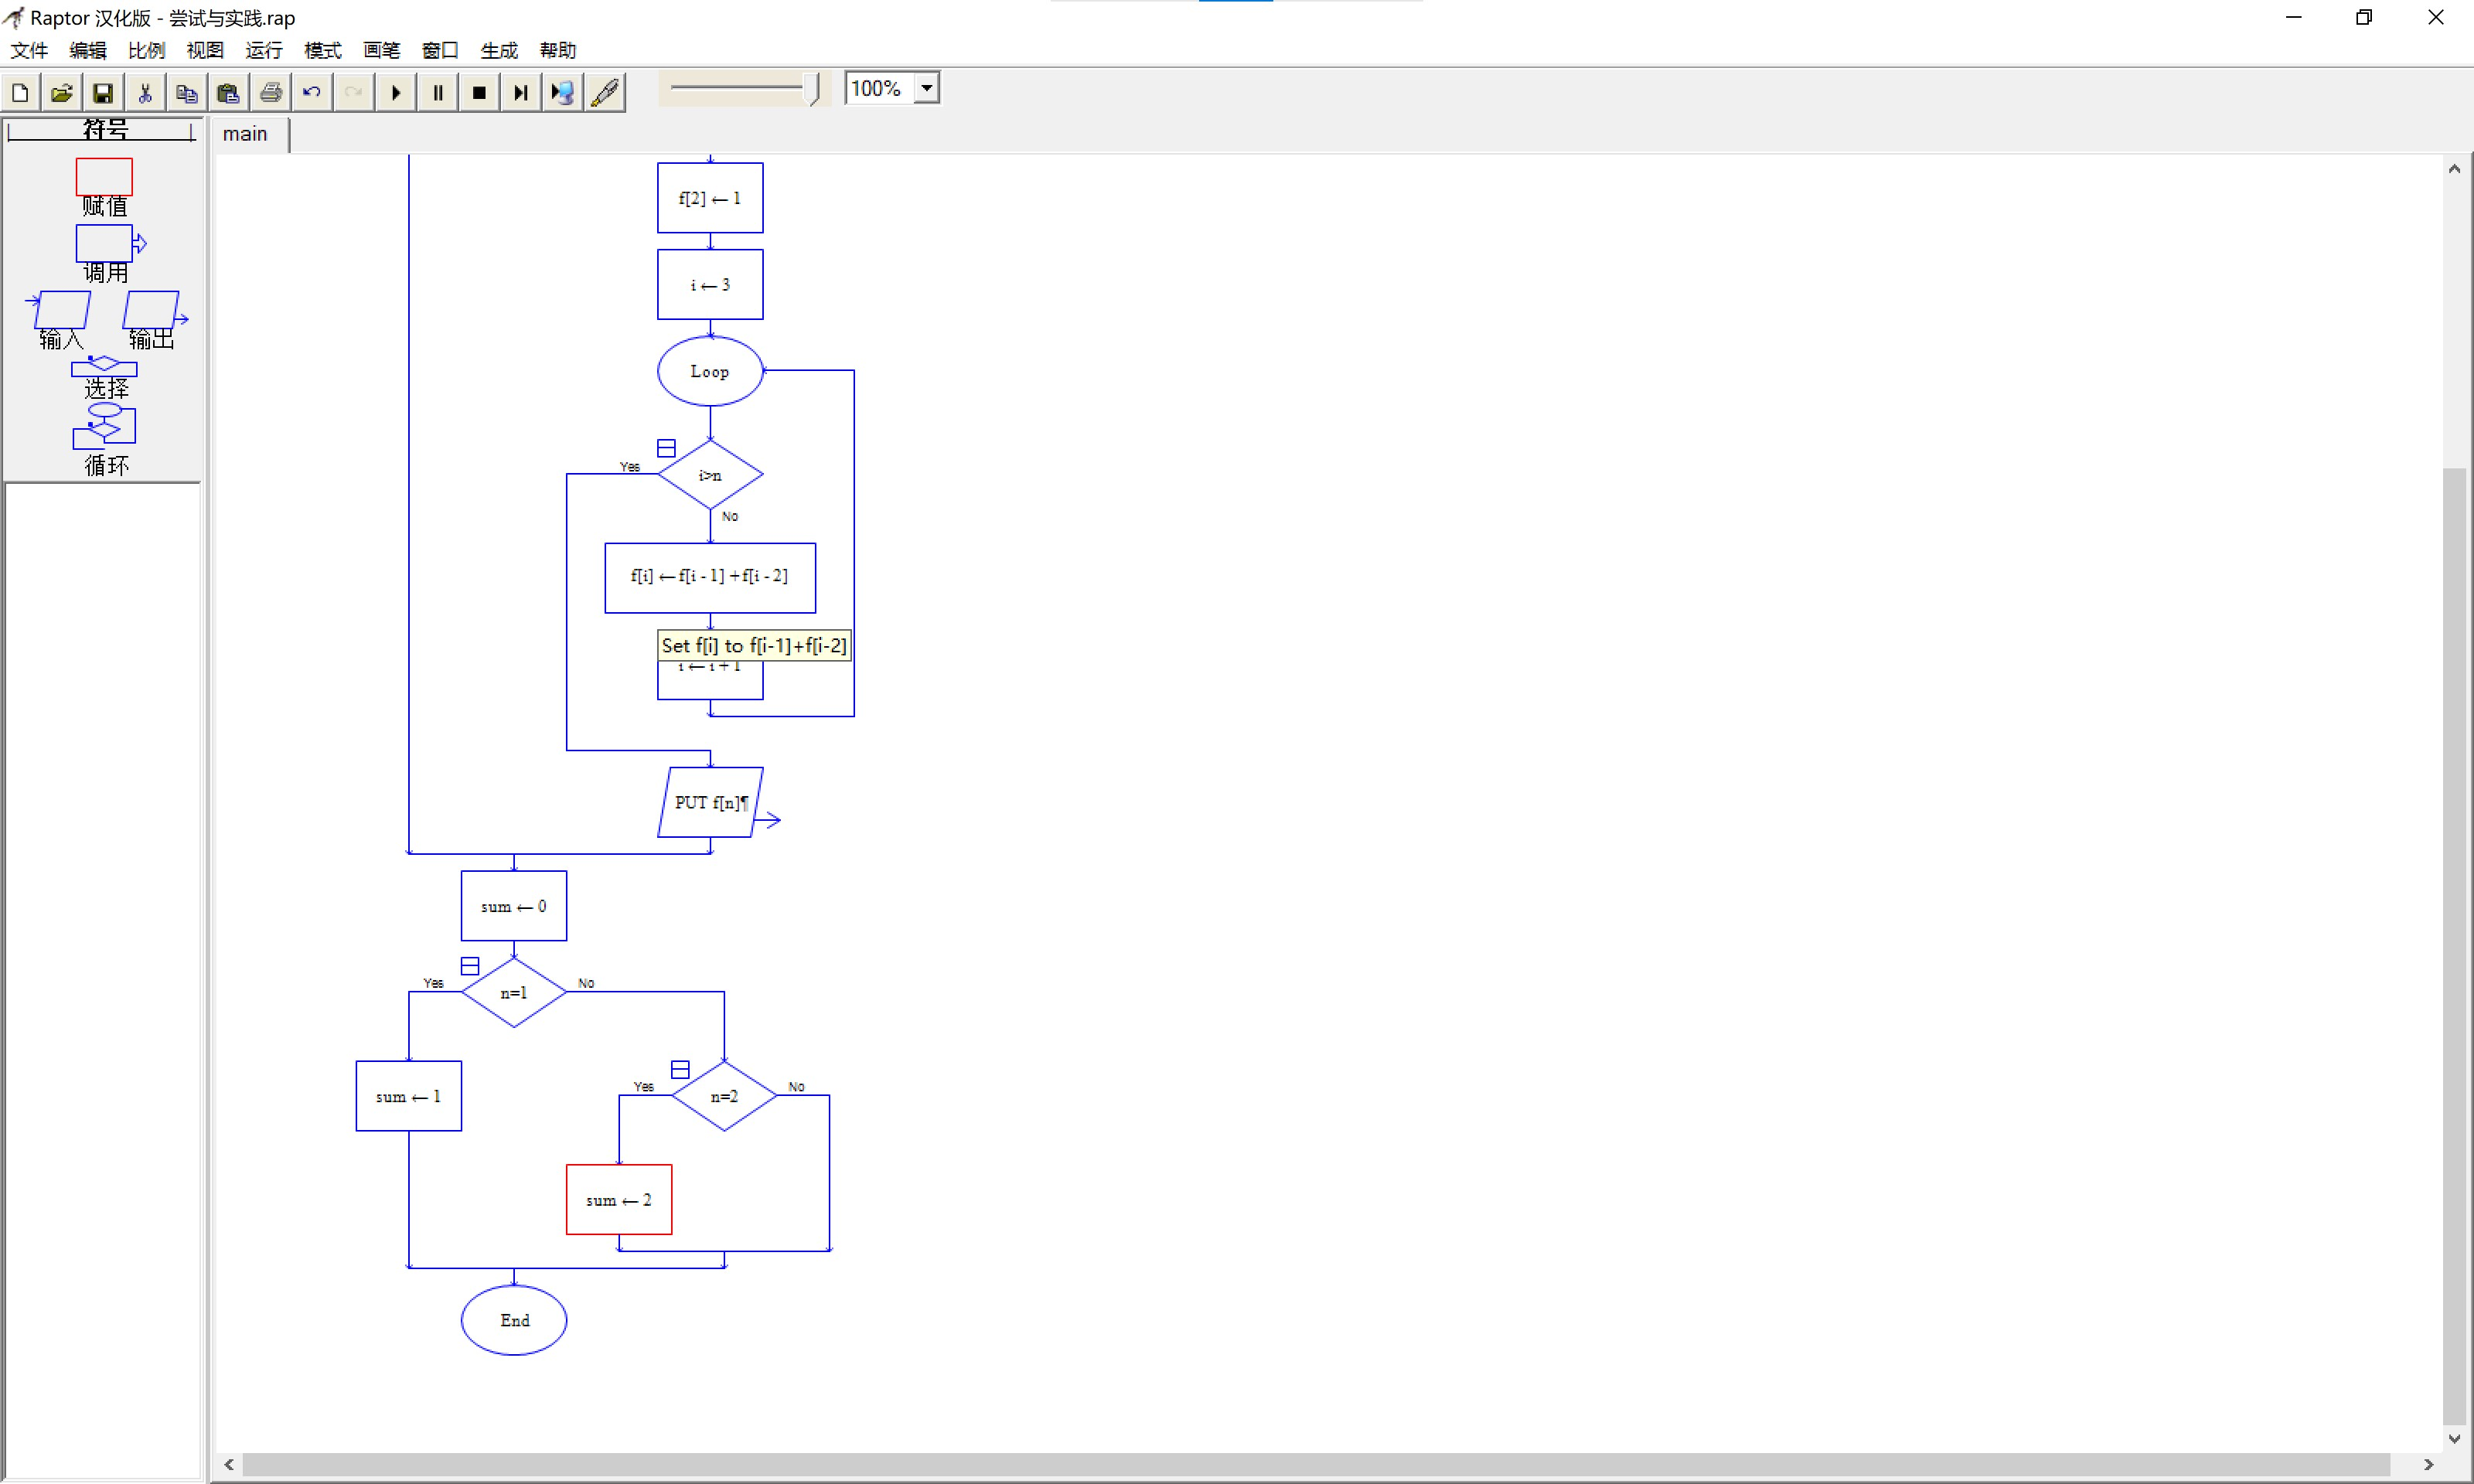 Raptor 汉化版 - 尝试与实践.rap
文件 编辑 比例 视图 运行 模式 画笔 窗口 生成 帮助
100%
符号
main
赋值
调用
输入 输出
选择
循环
f[2] ← 1
i ← 3
Loop
Yes
i>n
No
f[i] ← f[i - 1] + f[i - 2]
Set f[i] to f[i-1]+f[i-2]
i ← i + 1
PUT f[n]¶
sum ← 0
Yes
n=1
No
sum ← 1
Yes
n=2
No
sum ← 2
End